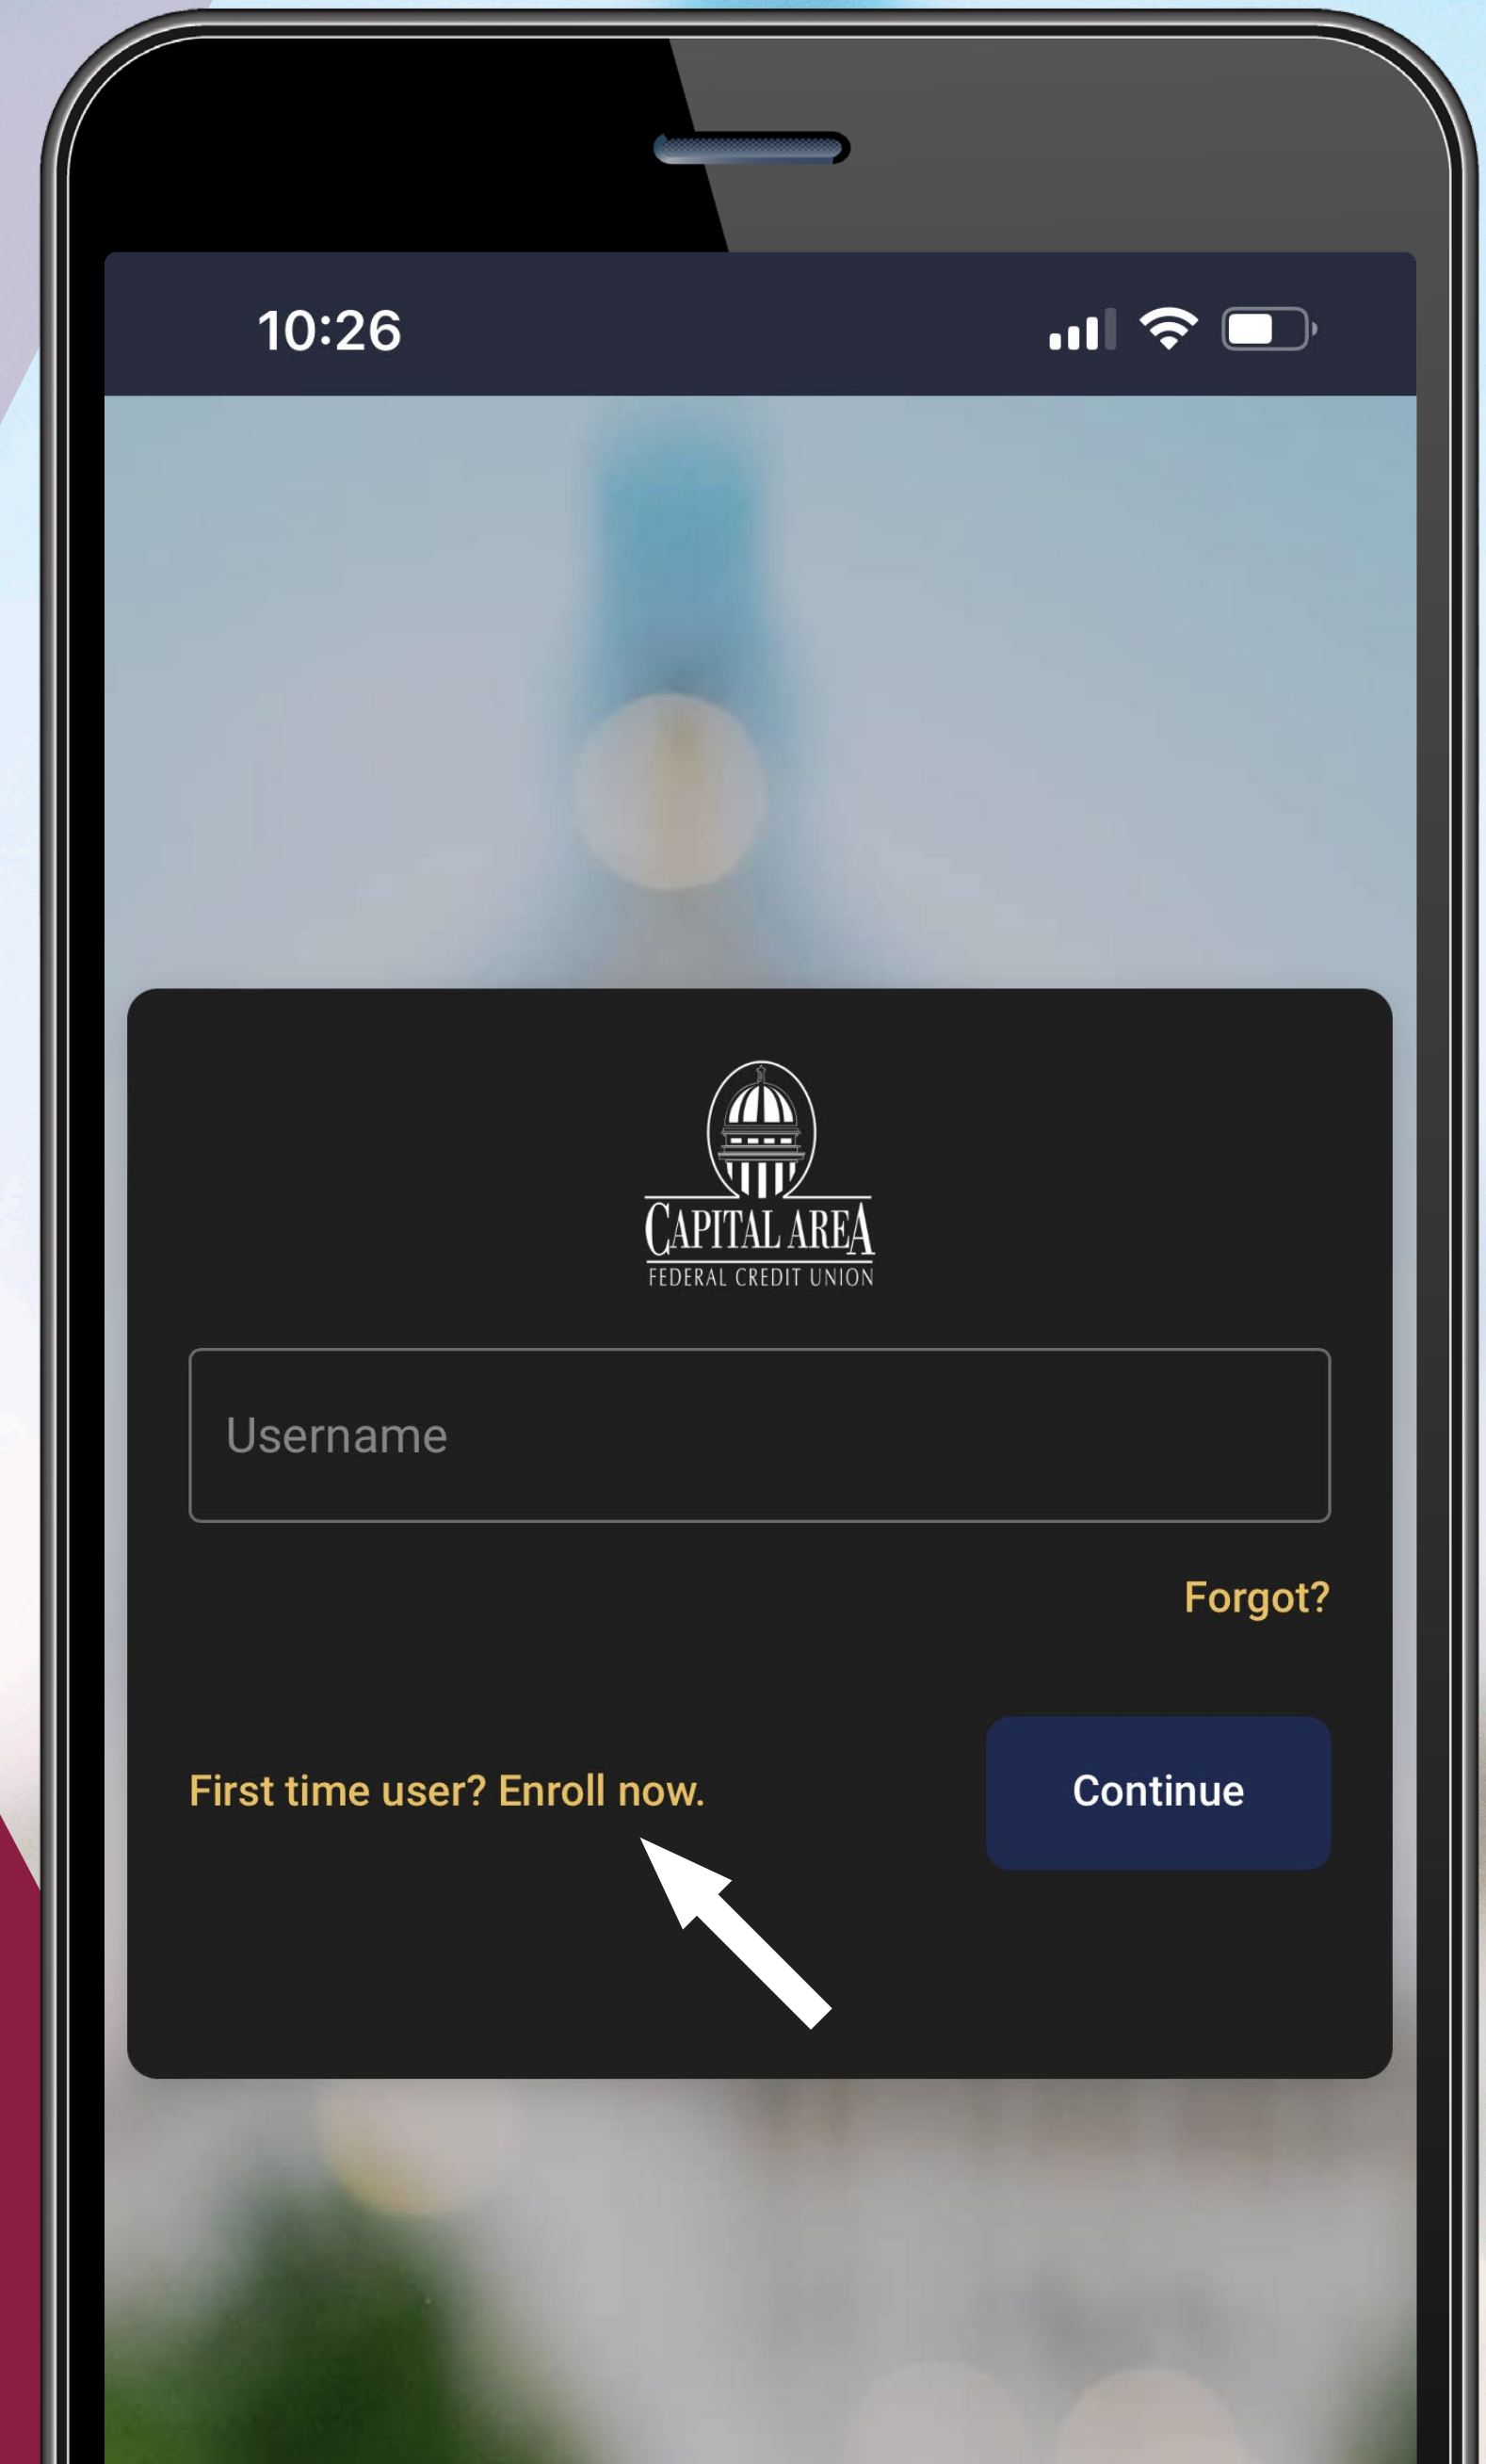 10:26
CAPITAL AREA
FEDERAL CREDIT UNION
Username
Forgot?
First time user? Enroll now.
Continue